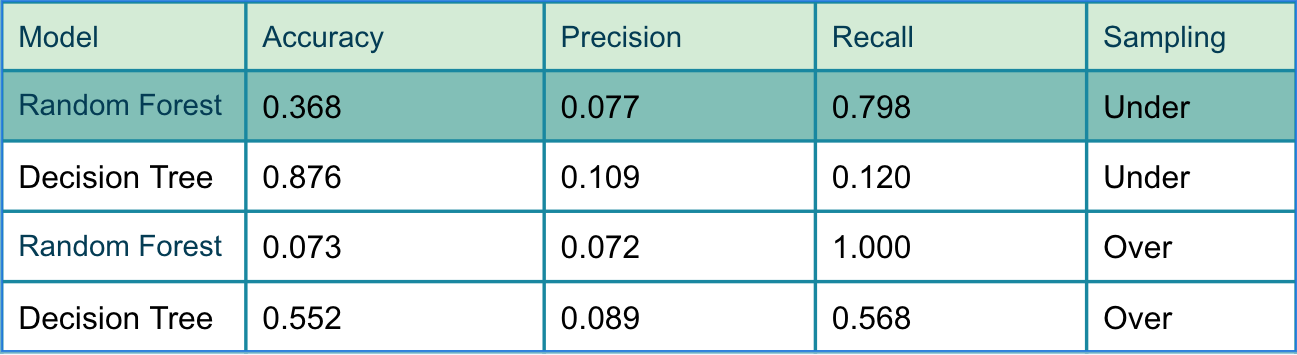 Model Accuracy Precision Recall Sampling
Random Forest 0.368 0.077 0.798 Under
Decision Tree 0.876 0.109 0.120 Under
Random Forest 0.073 0.072 1.000 Over
Decision Tree 0.552 0.089 0.568 Over